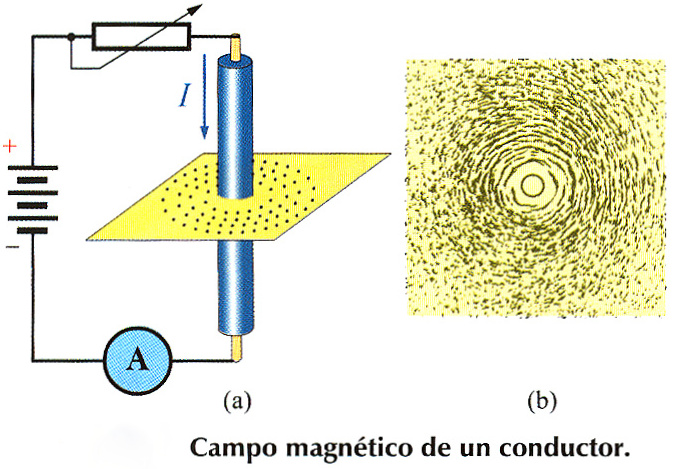 I
+
−
A
(a)
(b)
Campo magnético de un conductor.